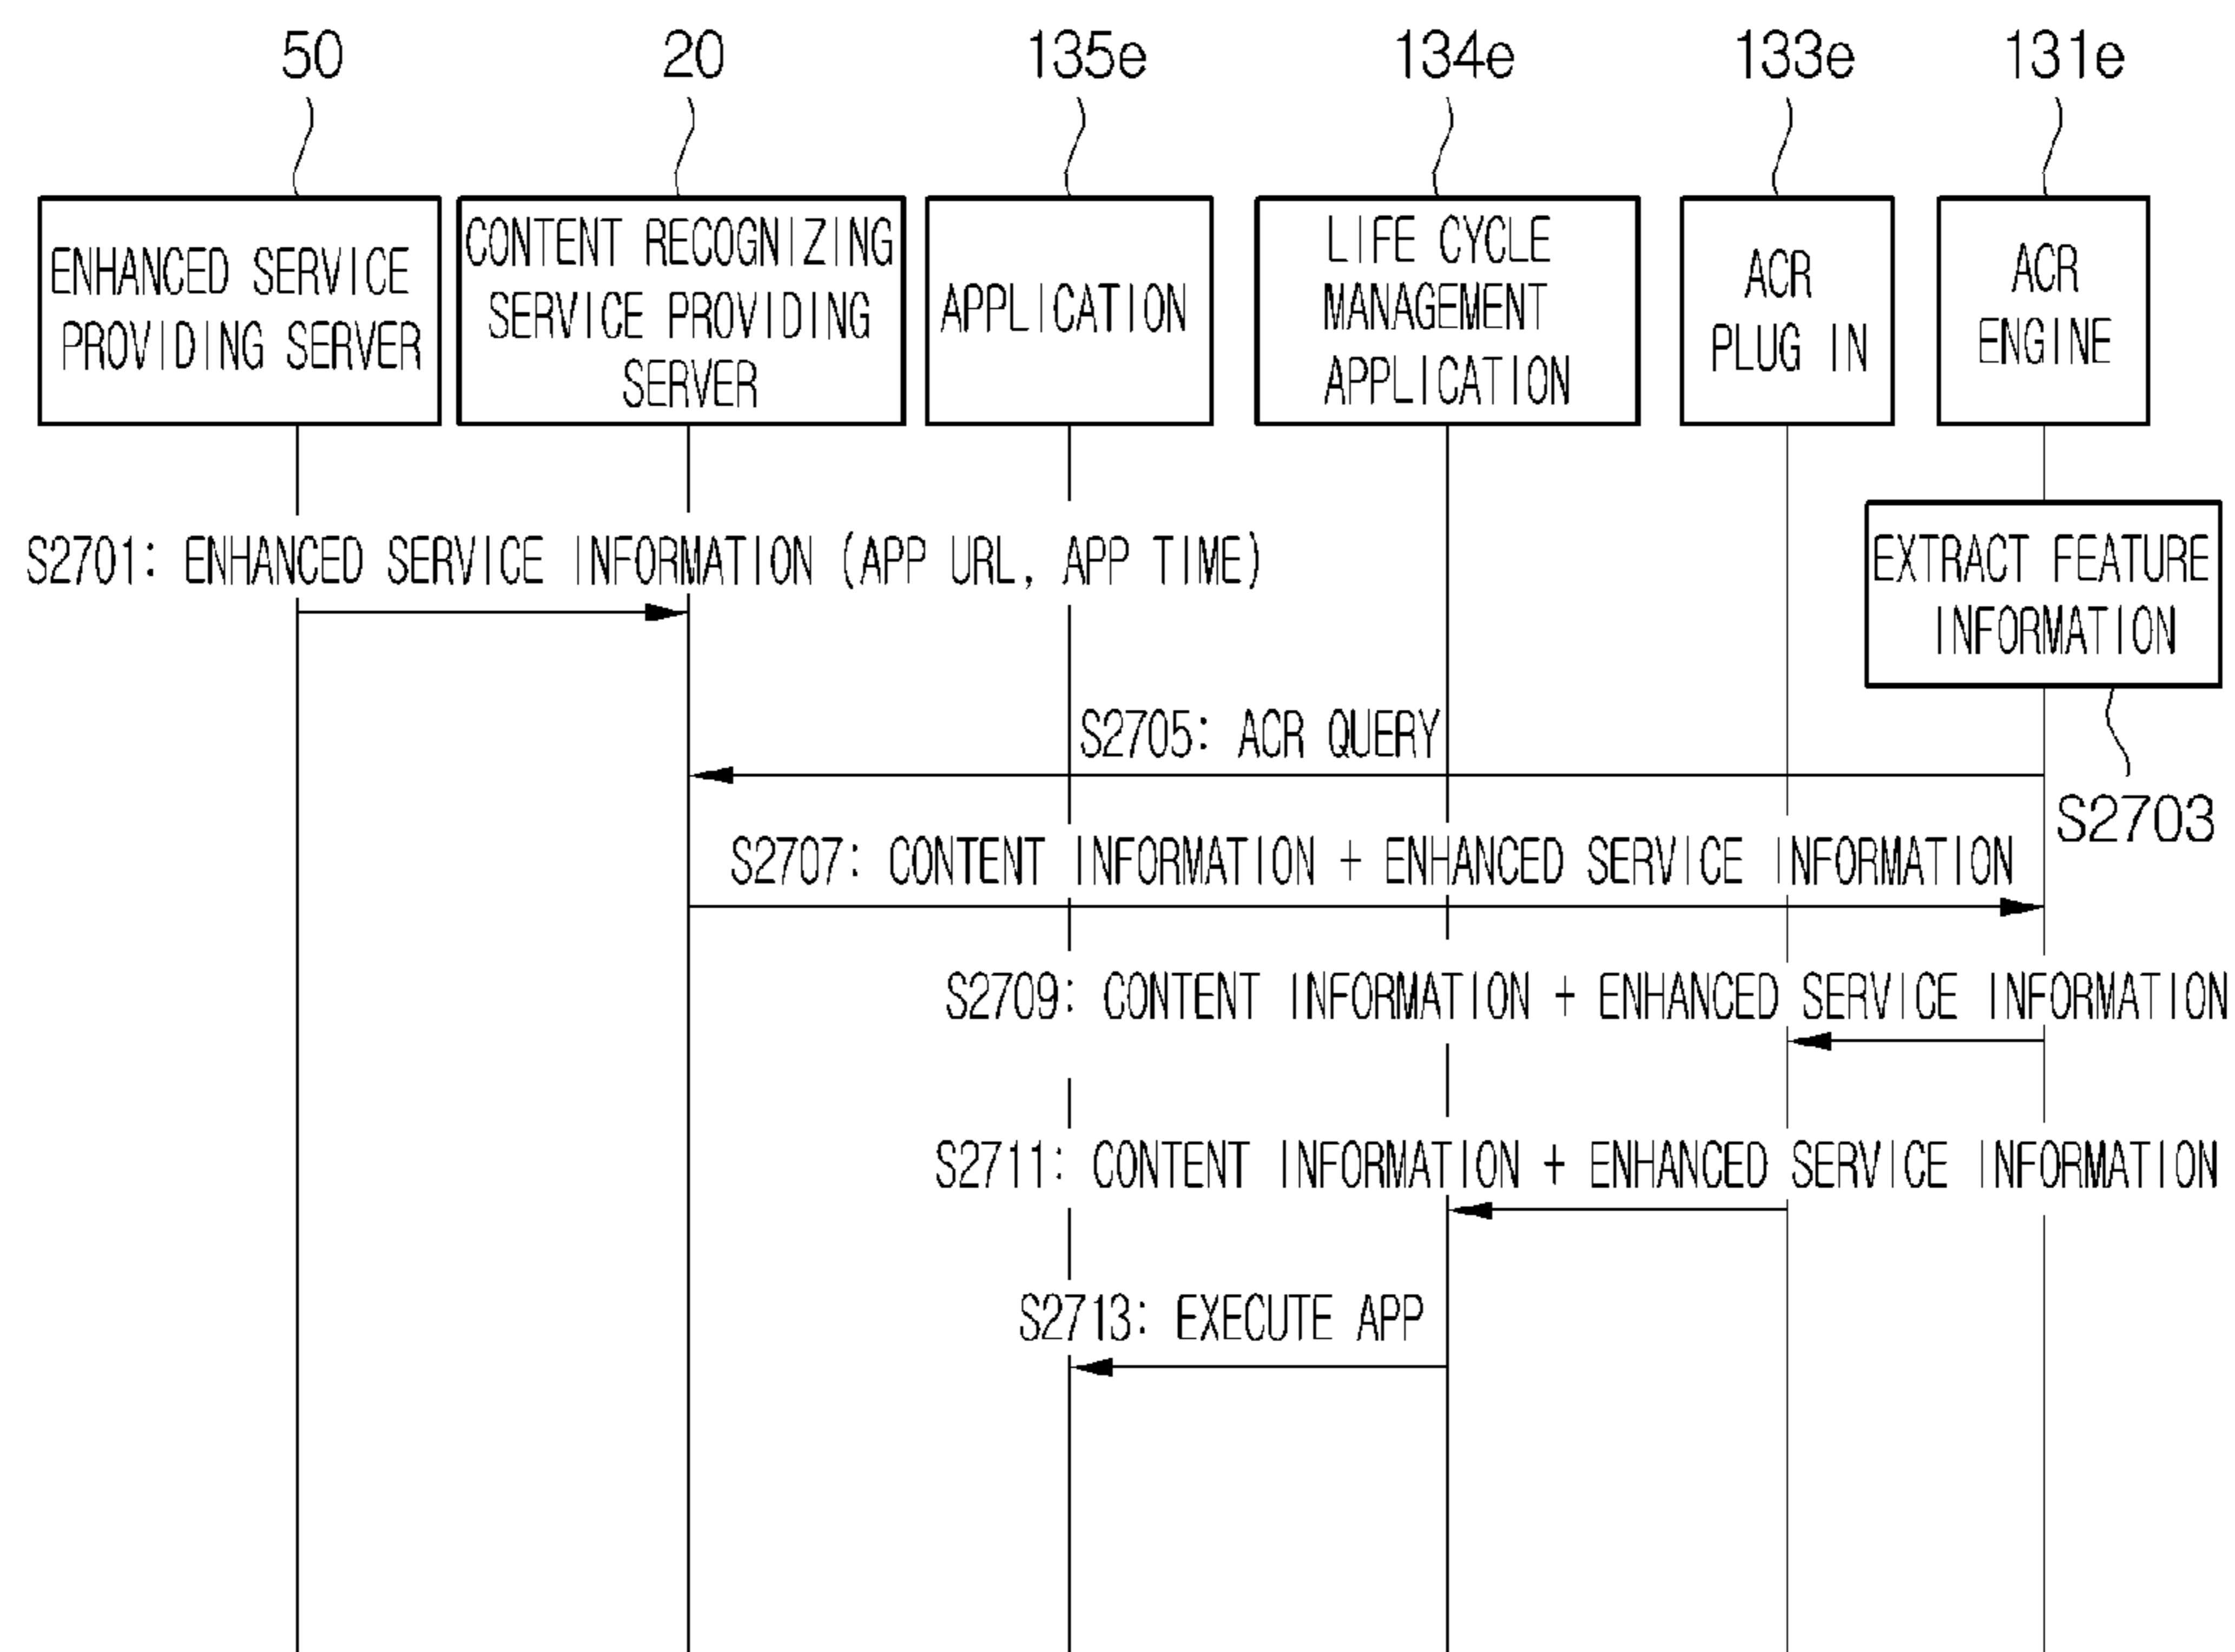 50
20
135e
134e
133e
131e
ENHANCED SERVICE
PROVIDING SERVER
CONTENT RECOGNIZING
SERVICE PROVIDING
SERVER
APPLICATION
LIFE CYCLE
MANAGEMENT
APPLICATION
ACR
PLUG IN
ACR
ENGINE
S2701: ENHANCED SERVICE INFORMATION (APP URL, APP TIME)
EXTRACT FEATURE
INFORMATION
S2705: ACR QUERY
S2703
S2707: CONTENT INFORMATION + ENHANCED SERVICE INFORMATION
S2709: CONTENT INFORMATION + ENHANCED SERVICE INFORMATION
S2711: CONTENT INFORMATION + ENHANCED SERVICE INFORMATION
S2713: EXECUTE APP